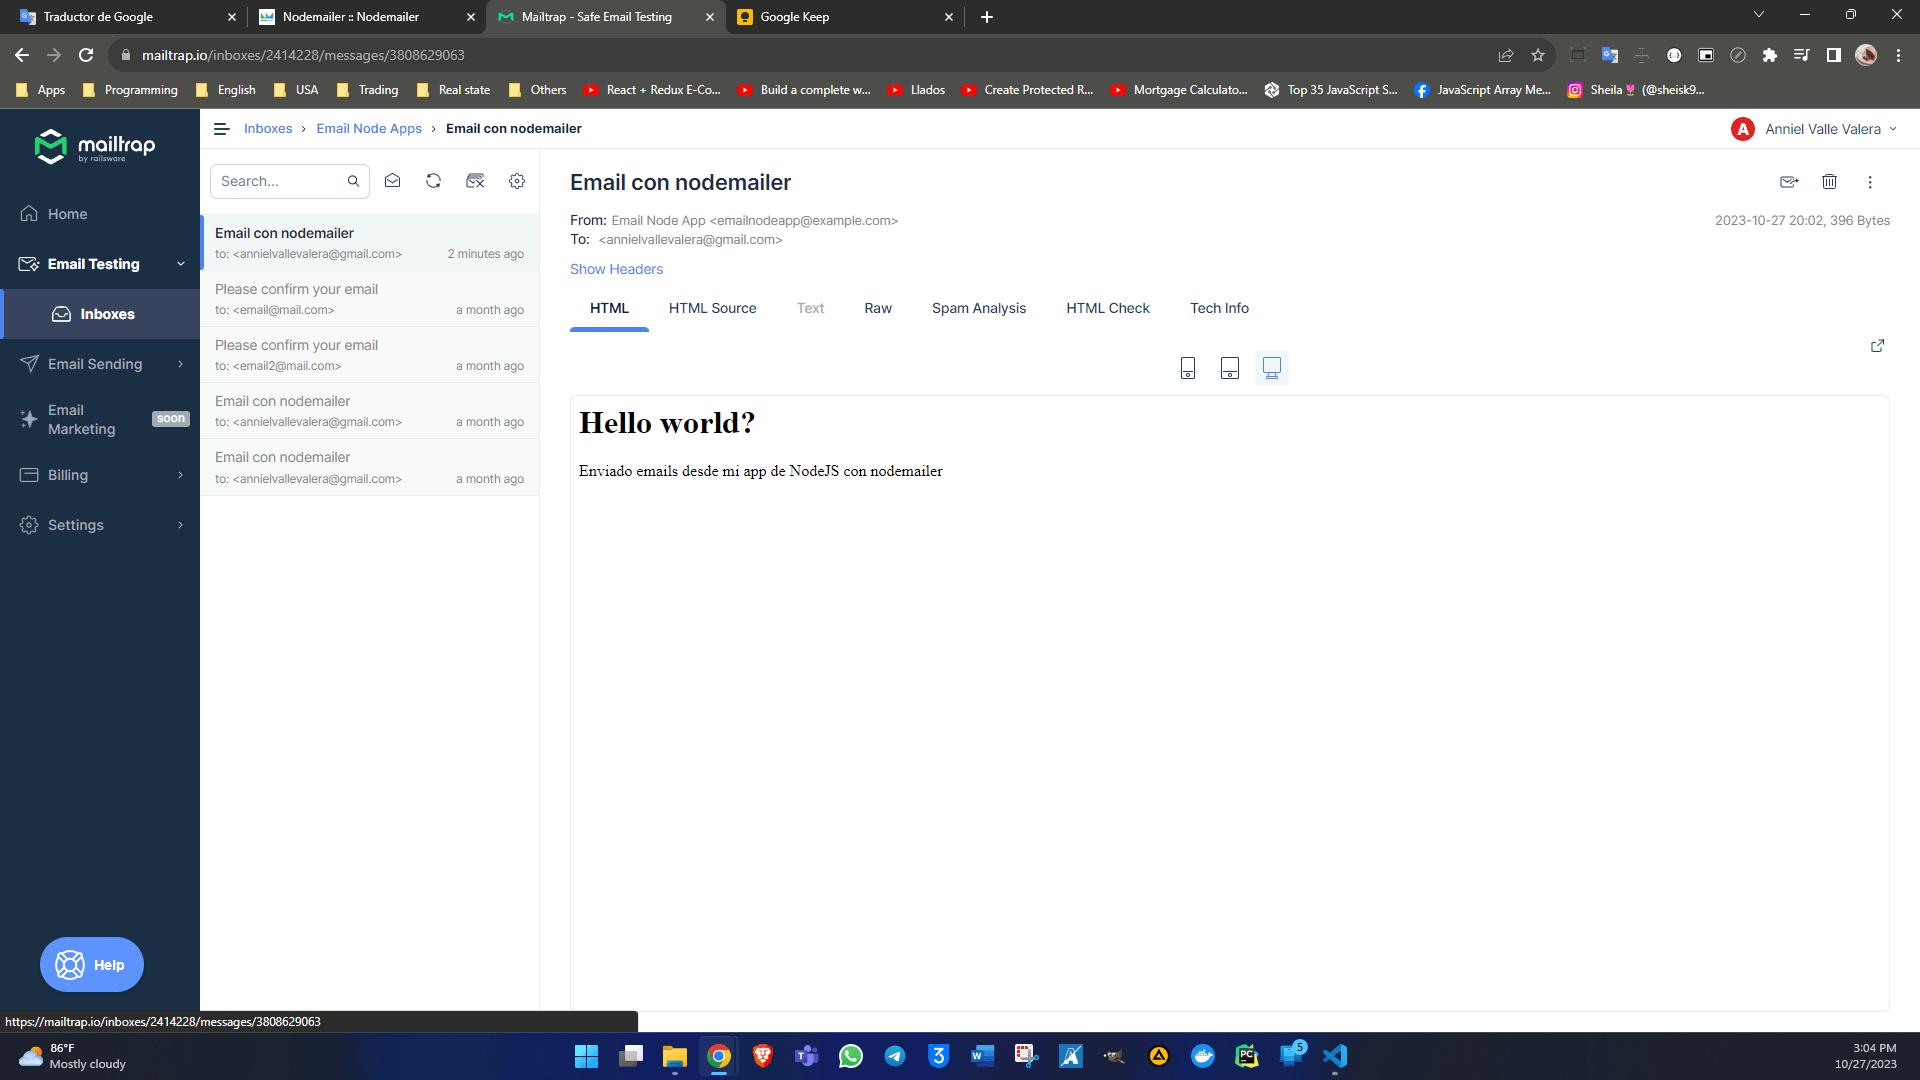 Traductor de Google
Nodemailer :: Nodemailer
Mailtrap - Safe Email Testing
Google Keep
mailtrap.io/inboxes/2414228/messages/3808629063
Apps
Programming
English
USA
Trading
Real state
Others
React + Redux E-Co...
Build a complete w...
Llados
Create Protected R...
Mortgage Calculato...
Top 35 JavaScript S...
JavaScript Array Me...
Sheila🌷 (@sheisk9...
mailtrap
by railsware
Inboxes › Email Node Apps › Email con nodemailer
A Anniel Valle Valera
Home
Email Testing
Inboxes
Email Sending
Email
Marketing
soon
Billing
Settings
Help
Search...
Email con nodemailer
to: <annielvallevalera@gmail.com> 2 minutes ago
Please confirm your email
to: <email@mail.com> a month ago
Please confirm your email
to: <email2@mail.com> a month ago
Email con nodemailer
to: <annielvallevalera@gmail.com> a month ago
Email con nodemailer
to: <annielvallevalera@gmail.com> a month ago
Email con nodemailer
From: Email Node App <emailnodeapp@example.com>
2023-10-27 20:02, 396 Bytes
To: <annielvallevalera@gmail.com>
Show Headers
HTML
HTML Source
Text
Raw
Spam Analysis
HTML Check
Tech Info
Hello world?
Enviado emails desde mi app de NodeJS con nodemailer
https://mailtrap.io/inboxes/2414228/messages/3808629063
86°F
Mostly cloudy
5
3:04 PM
10/27/2023